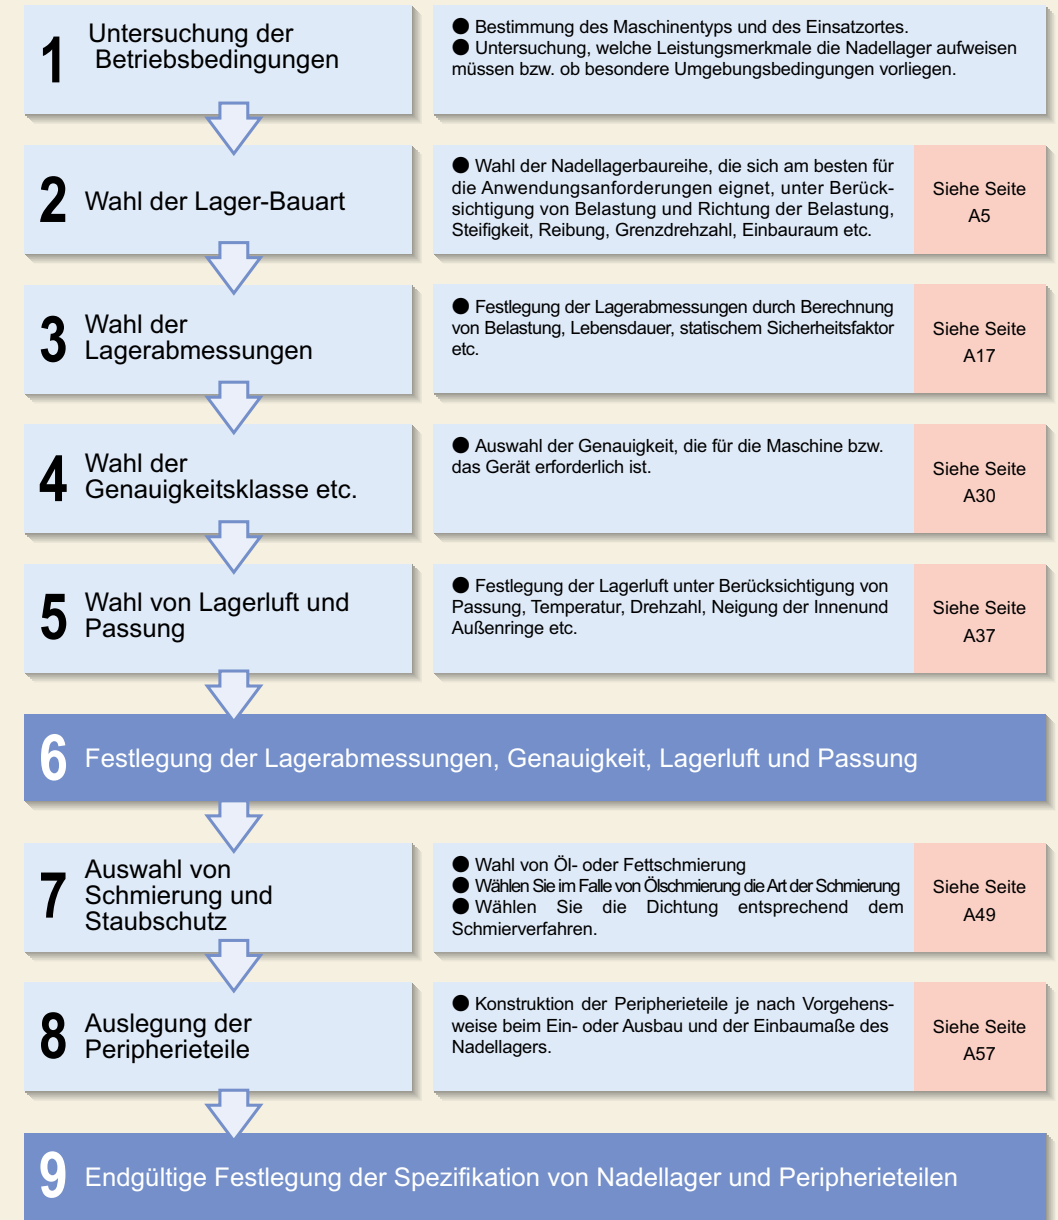 1
Untersuchung der
Betriebsbedingungen
● Bestimmung des Maschinentyps und des Einsatzortes.
● Untersuchung, welche Leistungsmerkmale die Nadellager aufweisen
müssen bzw. ob besondere Umgebungsbedingungen vorliegen.
2
Wahl der Lager-Bauart
● Wahl der Nadellagerbaureihe, die sich am besten für
die Anwendungsanforderungen eignet, unter Berück-
sichtigung von Belastung und Richtung der Belastung,
Steifigkeit, Reibung, Grenzdrehzahl, Einbauraum etc.
Siehe Seite
A5
3
Wahl der
Lagerabmessungen
● Festlegung der Lagerabmessungen durch Berechnung
von Belastung, Lebensdauer, statischem Sicherheitsfaktor
etc.
Siehe Seite
A17
4
Wahl der
Genauigkeitsklasse etc.
● Auswahl der Genauigkeit, die für die Maschine bzw.
das Gerät erforderlich ist.
Siehe Seite
A30
5
Wahl von Lagerluft und
Passung
● Festlegung der Lagerluft unter Berücksichtigung von
Passung, Temperatur, Drehzahl, Neigung der Innenund
Außenringe etc.
Siehe Seite
A37
6
Festlegung der Lagerabmessungen, Genauigkeit, Lagerluft und Passung
7
Auswahl von
Schmierung und
Staubschutz
● Wahl von Öl- oder Fettschmierung
● Wählen Sie im Falle von Ölschmierung die Art der Schmierung
● Wählen Sie die Dichtung entsprechend dem
Schmierverfahren.
Siehe Seite
A49
8
Auslegung der
Peripherieteile
● Konstruktion der Peripherieteile je nach Vorgehens-
weise beim Ein- oder Ausbau und der Einbaumaße des
Nadellagers.
Siehe Seite
A57
9
Endgültige Festlegung der Spezifikation von Nadellager und Peripherieteilen